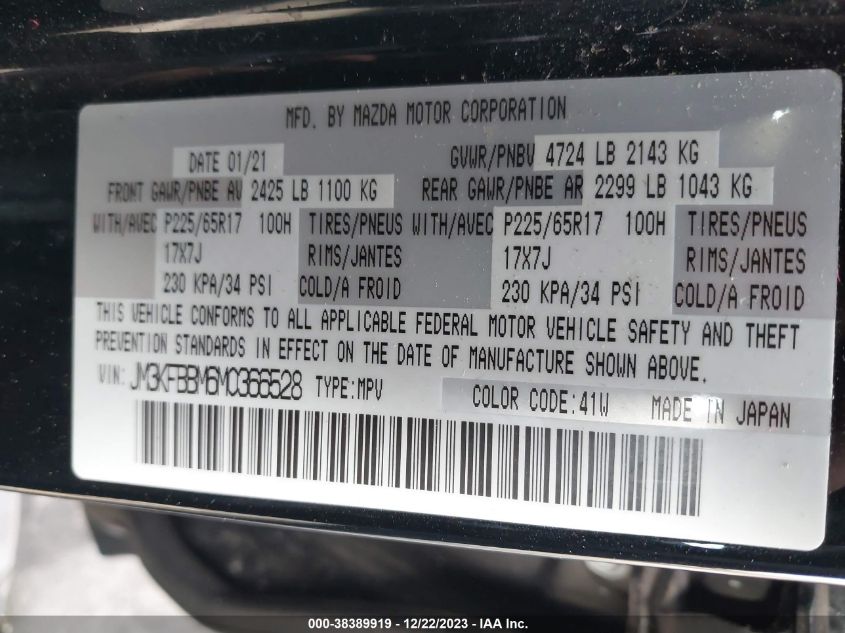 MFD. BY MAZDA MOTOR CORPORATION
DATE 01/21 GVWR/PNBV 4724 LB 2143 KG
FRONT GAWR/PNBE AV 2425 LB 1100 KG REAR GAWR/PNBE AR 2299 LB 1043 KG
WITH/AVEC P225/65R17 100H TIRES/PNEUS WITH/AVEC P225/65R17 100H TIRES/PNEUS
17X7J RIMS/JANTES 17X7J RIMS/JANTES
230 KPA/34 PSI COLD/A FROID 230 KPA/34 PSI COLD/A FROID
THIS VEHICLE CONFORMS TO ALL APPLICABLE FEDERAL MOTOR VEHICLE SAFETY AND THEFT
PREVENTION STANDARDS IN EFFECT ON THE DATE OF MANUFACTURE SHOWN ABOVE.
VIN: JM3KFBBM6M0366528 TYPE:MPV COLOR CODE:41W MADE IN JAPAN
000-38389919 - 12/22/2023 - IAA Inc.